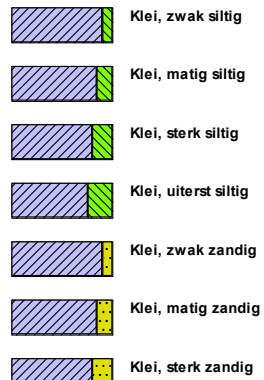 Klei, zwak siltig
Klei, matig siltig
Klei, sterk siltig
Klei, uiterst siltig
Klei, zwak zandig
Klei, matig zandig
Klei, sterk zandig